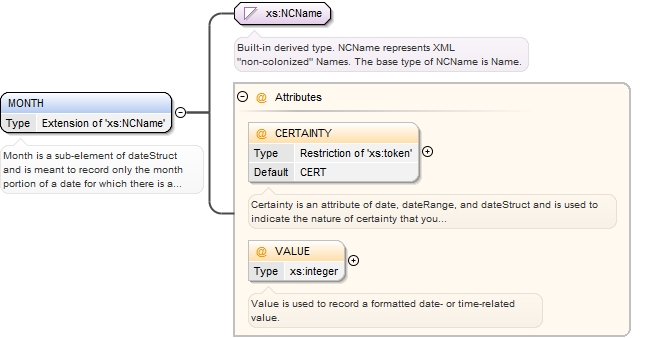 xs:NCName
Built-in derived type. NCName represents XML
"non-colonized" Names. The base type of NCName is Name.
MONTH
Type Extension of 'xs:NCName'
Month is a sub-element of dateStruct
and is meant to record only the month
portion of a date for which there is a...
@ Attributes
@ CERTAINTY
Type Restriction of 'xs:token'
Default CERT
Certainty is an attribute of date, dateRange, and dateStruct and is used to
indicate the nature of certainty that you...
@ VALUE
Type xs:integer
Value is used to record a formatted date- or time-related
value.